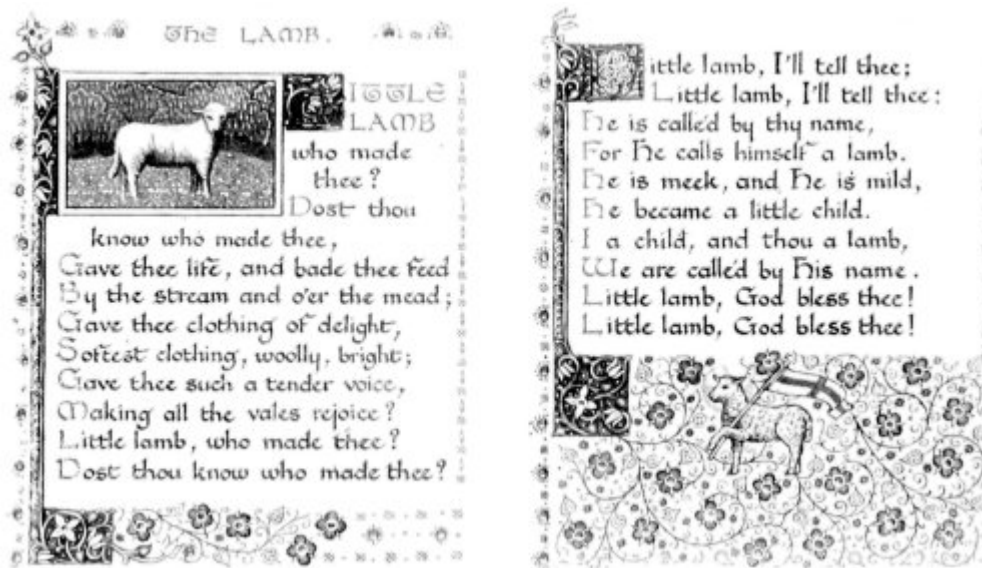 THE LAMB.
LITTLE
LAMB
who made
thee?
Dost thou
know who made thee,
Gave thee life, and bade thee feed
By the stream and o'er the mead;
Gave thee clothing of delight,
Softest clothing, woolly, bright;
Gave thee such a tender voice,
Making all the vales rejoice?
Little lamb, who made thee?
Dost thou know who made thee?
Little lamb, I'll tell thee;
Little lamb, I'll tell thee:
He is called by thy name,
For He calls himself a lamb.
He is meek, and He is mild,
He became a little child.
I a child, and thou a lamb,
We are called by His name.
Little lamb, God bless thee!
Little lamb, God bless thee!